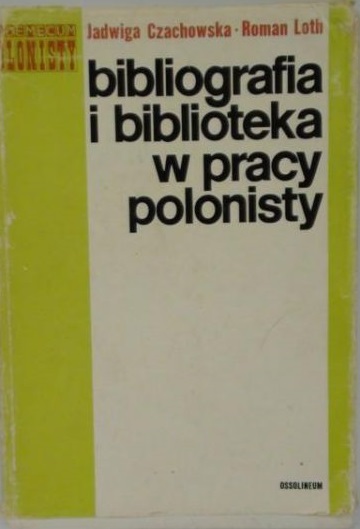 VADEMECUM
POLONISTY
Jadwiga Czachowska · Roman Loth
bibliografia
i biblioteka
w pracy
polonisty
OSSOLINEUM